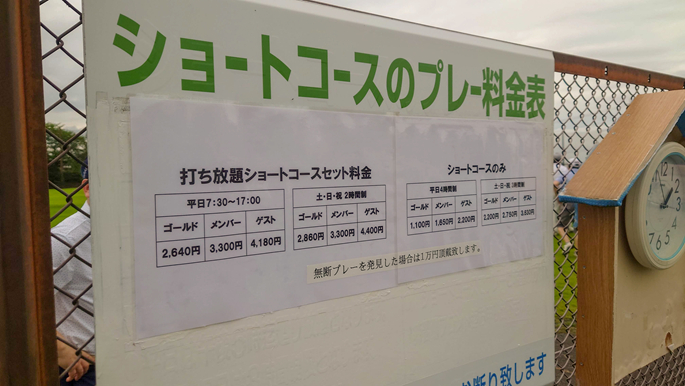 ショートコースのプレー料金表
打ち放題ショートコースセット料金
平日7:30～17:00
ゴールド メンバー ゲスト
2,640円 3,300円 4,180円
土・日・祝 2時間制
ゴールド メンバー ゲスト
2,860円 3,300円 4,400円
ショートコースのみ
平日4時間制
ゴールド メンバー ゲスト
1,100円 1,650円 2,200円
土・日・祝 時間制
ゴールド メンバー ゲスト
2,200円 2,750円
無断プレーを発見した場合は1万円頂戴致します。
断り致します